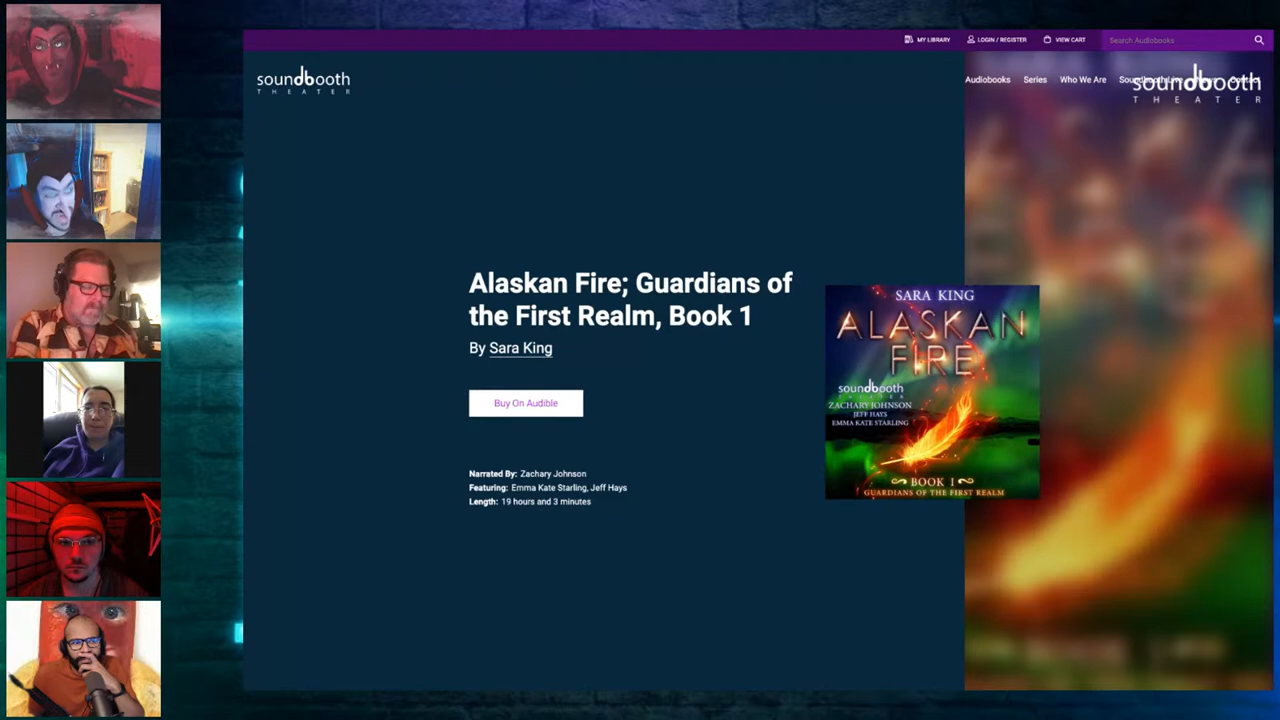 MY LIBRARY
LOGIN / REGISTER
VIEW CART
Search Audiobooks
soundbooth
THEATER
Audiobooks
Series
Who We Are
soundbooth
THEATER
Alaskan Fire; Guardians of
the First Realm, Book 1
By Sara King
Buy On Audible
Narrated By: Zachary Johnson
Featuring: Emma Kate Starling, Jeff Hays
Length: 19 hours and 3 minutes
SARA KING
ALASKAN
FIRE
soundbooth
THEATER
ZACHARY JOHNSON
JEFF HAYS
EMMA KATE STARLING
BOOK 1
GUARDIANS OF THE FIRST REALM